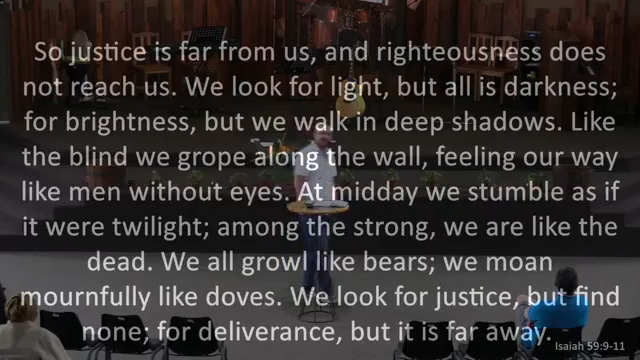 So justice is far from us, and righteousness does
not reach us. We look for light, but all is darkness;
for brightness, but we walk in deep shadows. Like
the blind we grope along the wall, feeling our way
like men without eyes. At midday we stumble as if
it were twilight; among the strong, we are like the
dead. We all growl like bears; we moan
mournfully like doves. We look for justice, but find
none; for deliverance, but it is far away.
Isaiah 59:9-11